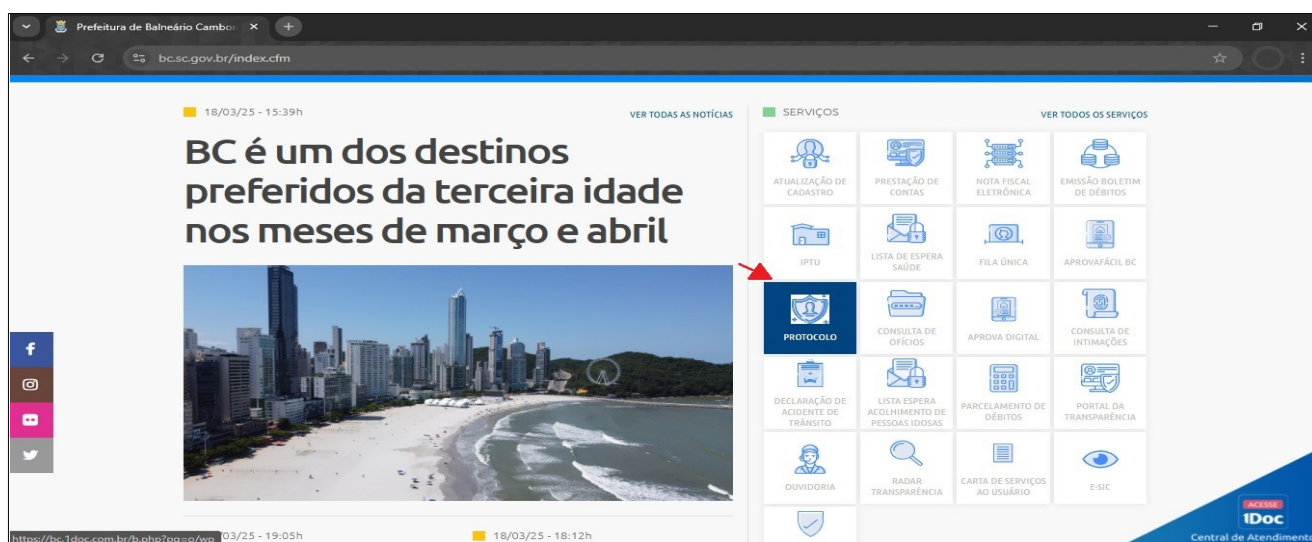 Prefeitura de Balneário Cambor
bc.sc.gov.br/index.cfm
18/03/25 - 15:39h
VER TODAS AS NOTÍCIAS
BC é um dos destinos
preferidos da terceira idade
nos meses de março e abril
SERVIÇOS
VER TODOS OS SERVIÇOS
ATUALIZAÇÃO DE
CADASTRO
PRESTAÇÃO DE
CONTAS
NOTA FISCAL
ELETRÔNICA
EMISSÃO BOLETIM
DE DÉBITOS
IPTU
LISTA DE ESPERA
SAÚDE
FILA ÚNICA
APROVAFÁCIL BC
PROTOCOLO
CONSULTA DE
OFÍCIOS
APROVA DIGITAL
CONSULTA DE
INTIMAÇÕES
DECLARAÇÃO DE
ACIDENTE DE
TRÂNSITO
LISTA ESPERA
ACOLHIMENTO DE
PESSOAS IDOSAS
PARCELAMENTO DE
DÉBITOS
PORTAL DA
TRANSPARÊNCIA
OUVIDORIA
RADAR
TRANSPARÊNCIA
CARTA DE SERVIÇOS
AO USUÁRIO
E-SIC
/03/25 - 19:05h
18/03/25 - 18:12h
https://bc.1doc.com.br/b.php?pg=o/wp
ACESSE
1Doc
Central de Atendimento